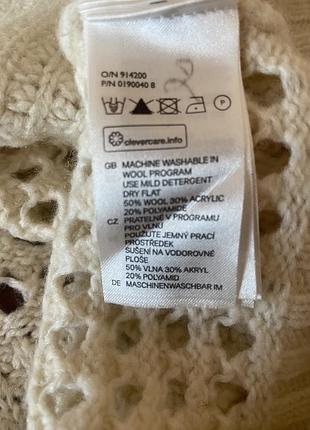 O/N 914200
P/N 0190040 8
P
clevercare.info
GB MACHINE WASHABLE IN
WOOL PROGRAM
USE MILD DETERGENT
DRY FLAT
50% WOOL 30% ACRYLIC
20% POLYAMIDE
CZ PRATELNÉ V PROGRAMU
PRO VLNU
POUŽIJTE JEMNÝ PRACÍ
PROSTŘEDEK
SUŠENÍ NA VODOROVNÉ
PLOŠE
50% VLNA 30% AKRYL
20% POLYAMID
DE MASCHINENWASCHBAR IM